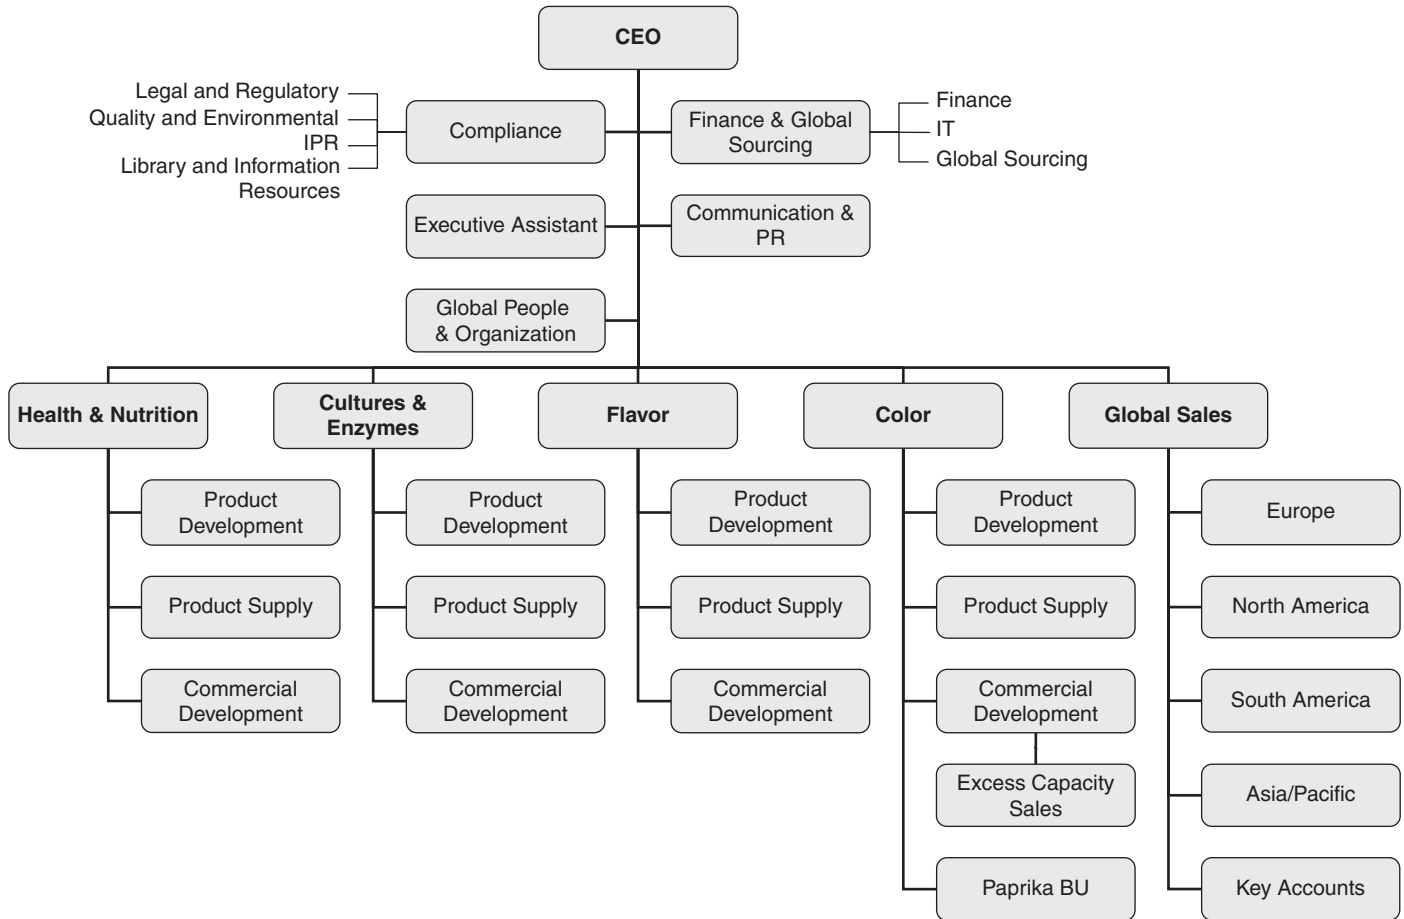 CEO
Legal and Regulatory
Quality and Environmental
IPR
Library and Information
Resources
Compliance
Finance & Global
Sourcing
Finance
IT
Global Sourcing
Executive Assistant
Communication &
PR
Global People
& Organization
Health & Nutrition
Cultures &
Enzymes
Flavor
Color
Global Sales
Product
Development
Product
Development
Product
Development
Product
Development
Europe
Product Supply
Product Supply
Product Supply
Product Supply
North America
Commercial
Development
Commercial
Development
Commercial
Development
Commercial
Development
South America
Excess Capacity
Sales
Asia/Pacific
Paprika BU
Key Accounts